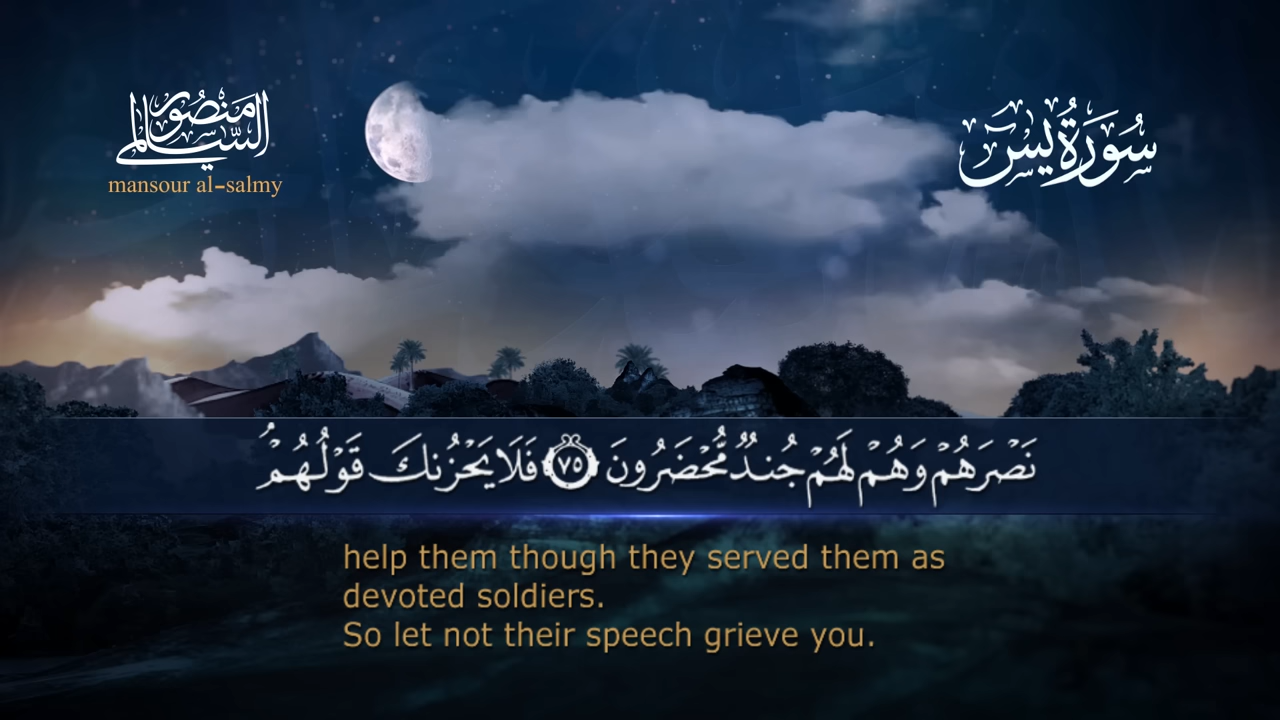 منصور السالمي
mansour al-salmy
سُورَةُ يسٓ
نَصْرَهُمْ وَهُمْ لَهُمْ جُندٌ مُّحْضَرُونَ ٧٥ فَلَا يَحْزُنكَ قَوْلُهُمْ ۘ
help them though they served them as
devoted soldiers.
So let not their speech grieve you.